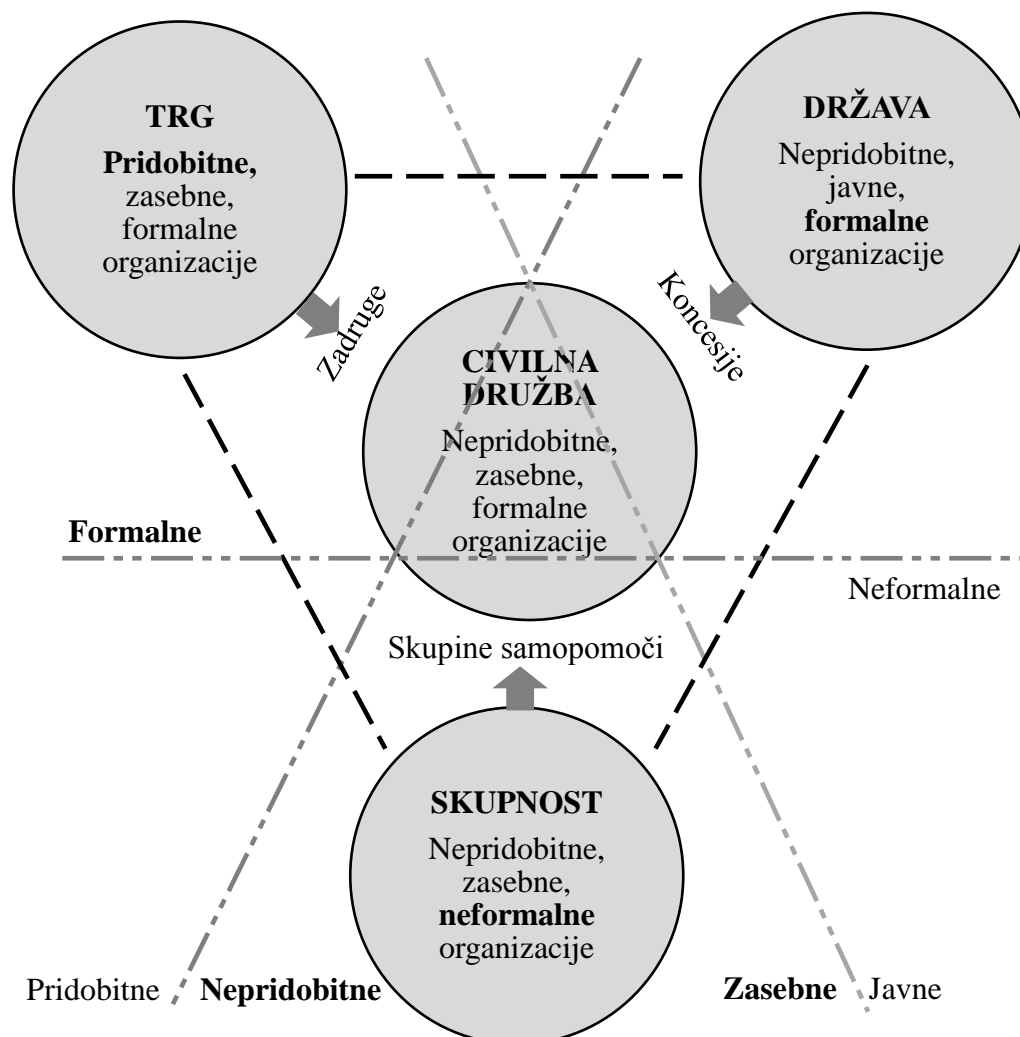 TRG
Pridobitne,
zasebne,
formalne
organizacije
DRŽAVA
Nepridobitne,
javne,
formalne
organizacije
Zadruge
Koncesije
CIVILNA
DRUŽBA
Nepridobitne,
zasebne,
formalne
organizacije
Formalne
Neformalne
Skupine samopomoči
SKUPNOST
Nepridobitne,
zasebne,
neformalne
organizacije
Pridobitne
Nepridobitne
Zasebne
Javne